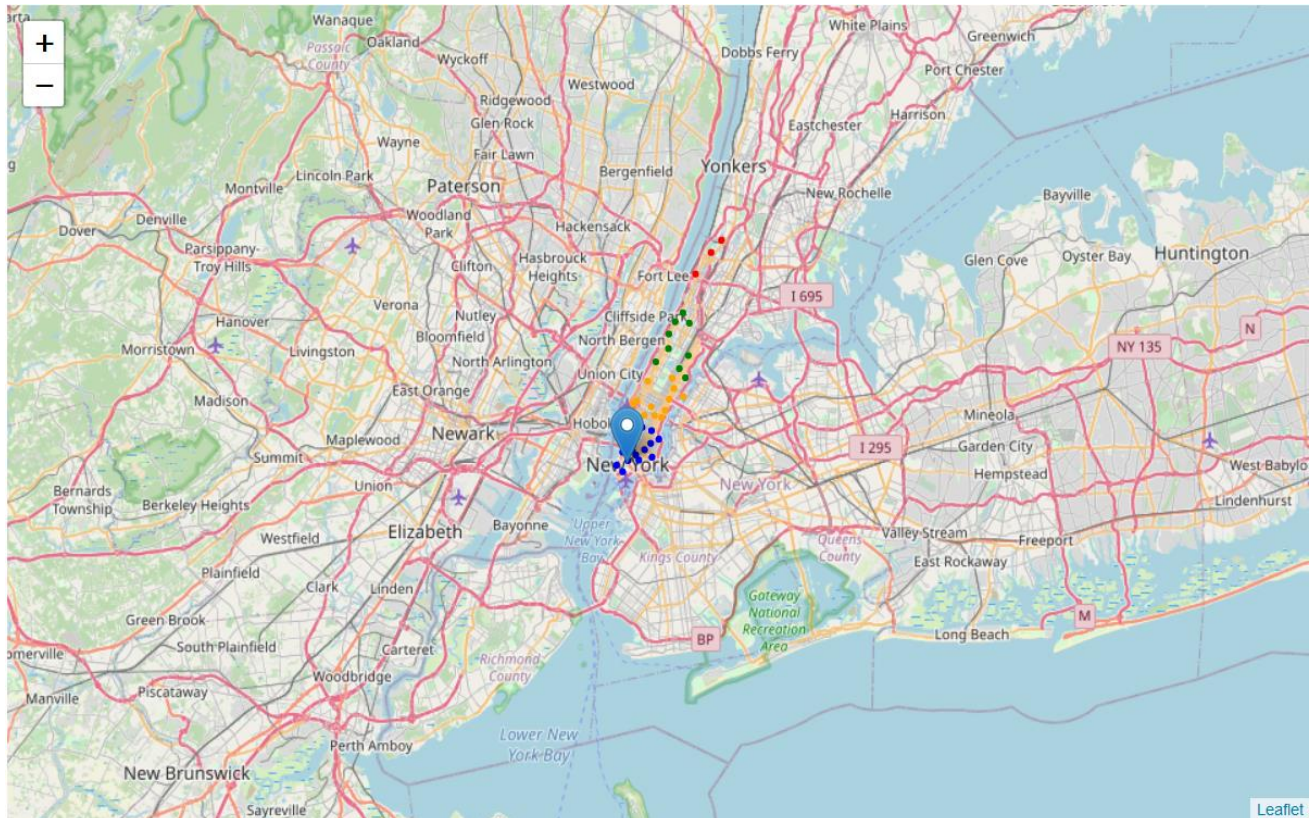 Wanaque
Oakland
Dobbs Ferry
White Plains
Greenwich
+
−
Passaic
County
Wyckoff
Westwood
Port Chester
Ridgewood
Glen Rock
Eastchester
Harrison
Wayne
Fair Lawn
Bergenfield
Yonkers
Lincoln Park
Paterson
New Rochelle
Montville
Bayville
Denville
Woodland
Park
Hackensack
Dover
Parsippany-
Troy Hills
Clifton
Hasbrouck
Heights
Fort Lee
Glen Cove
Oyster Bay
Huntington
I 695
Verona
Nutley
Cliffside Park
Hanover
Bloomfield
North Bergen
N
Morristown
Livingston
North Arlington
NY 135
Union City
East Orange
Madison
Hoboken
Mineola
Maplewood
Newark
I 295
Garden City
Summit
New York
Hempstead
West Babylo
Bernards
Township
Union
New York
Berkeley Heights
Lindenhurst
Elizabeth
Bayonne
Upper
New York
Bay
Westfield
Valley Stream
Freeport
Kings County
Queens
County
East Rockaway
Plainfield
Clark
Linden
Gateway
National
Recreation
Area
Green Brook
M
BP
Long Beach
omerville
South Plainfield
Carteret
Richmond
County
Woodbridge
Manville
Piscataway
Lower New
York Bay
Perth Amboy
New Brunswick
Sayreville
Leaflet